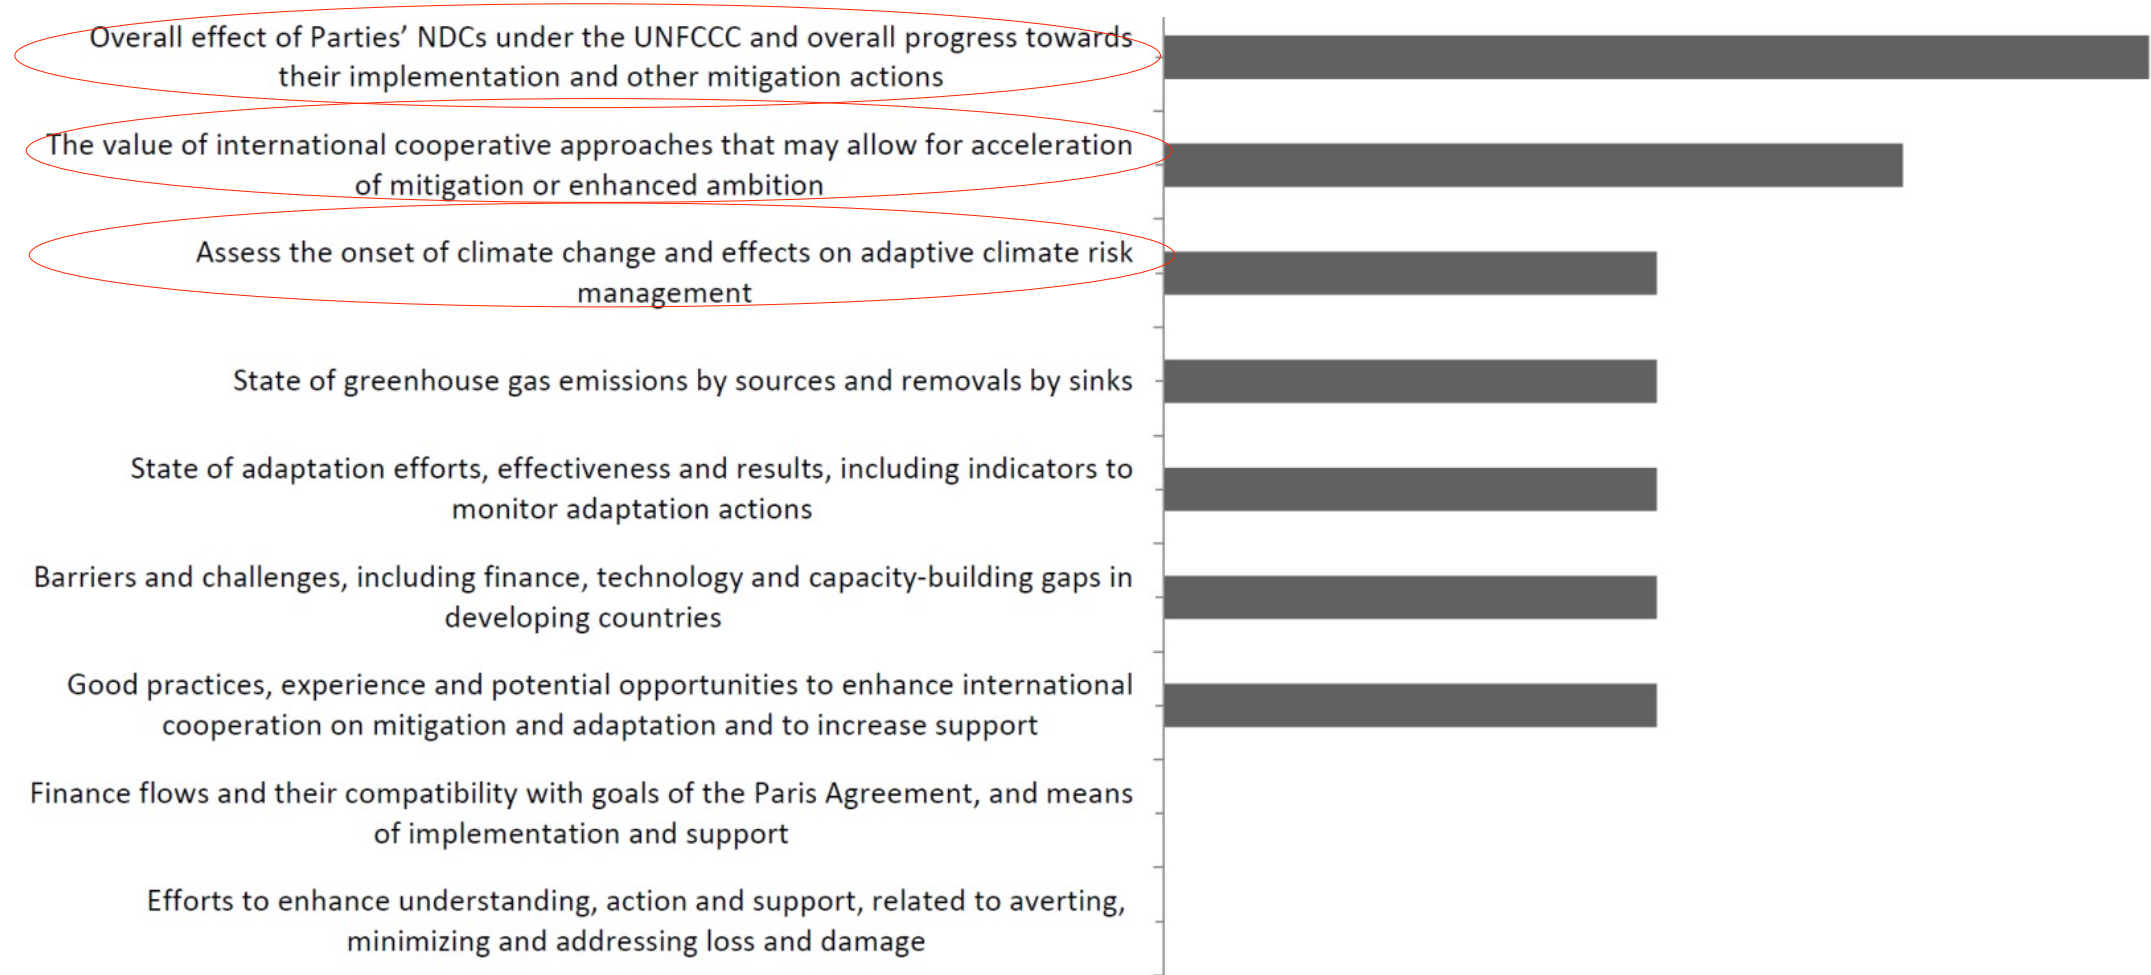 Overall effect of Parties’ NDCs under the UNFCCC and overall progress towards
their implementation and other mitigation actions
The value of international cooperative approaches that may allow for acceleration
of mitigation or enhanced ambition
Assess the onset of climate change and effects on adaptive climate risk
management
State of greenhouse gas emissions by sources and removals by sinks
State of adaptation efforts, effectiveness and results, including indicators to
monitor adaptation actions
Barriers and challenges, including finance, technology and capacity-building gaps in
developing countries
Good practices, experience and potential opportunities to enhance international
cooperation on mitigation and adaptation and to increase support
Finance flows and their compatibility with goals of the Paris Agreement, and means
of implementation and support
Efforts to enhance understanding, action and support, related to averting,
minimizing and addressing loss and damage